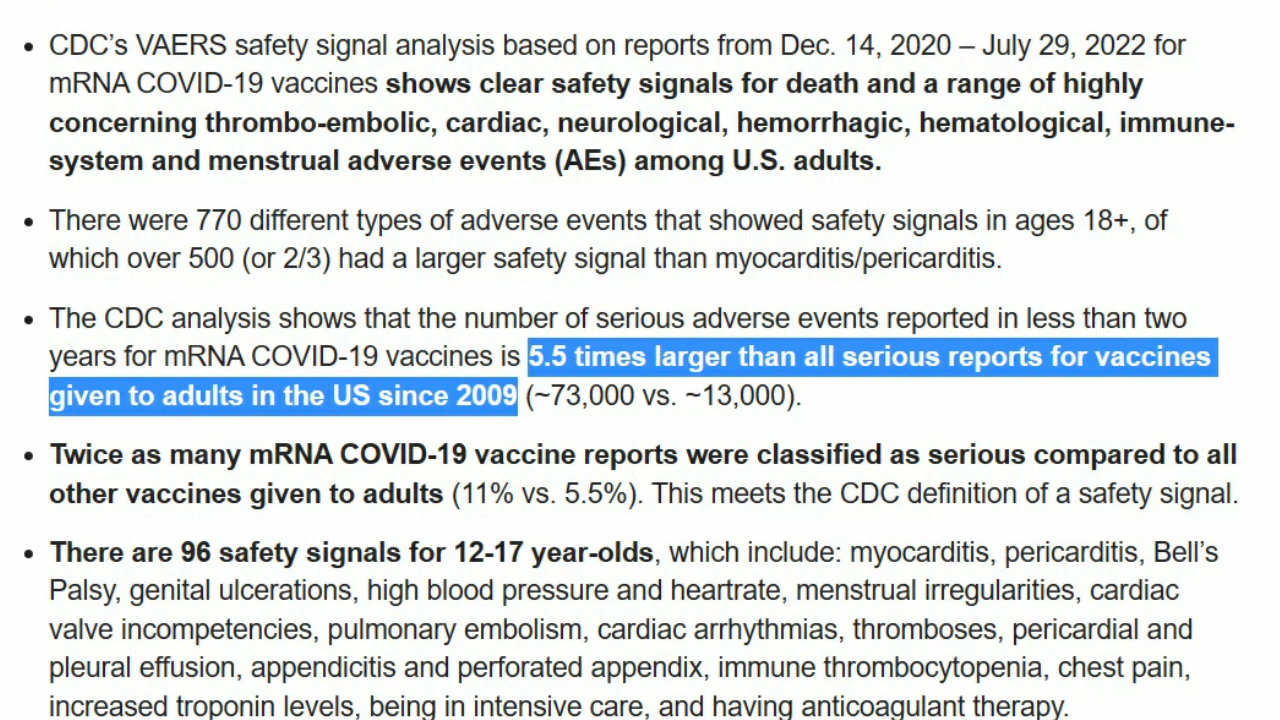 • CDC’s VAERS safety signal analysis based on reports from Dec. 14, 2020 – July 29, 2022 for
mRNA COVID-19 vaccines shows clear safety signals for death and a range of highly
concerning thrombo-embolic, cardiac, neurological, hemorrhagic, hematological, immune-
system and menstrual adverse events (AEs) among U.S. adults.
• There were 770 different types of adverse events that showed safety signals in ages 18+, of
which over 500 (or 2/3) had a larger safety signal than myocarditis/pericarditis.
• The CDC analysis shows that the number of serious adverse events reported in less than two
years for mRNA COVID-19 vaccines is 5.5 times larger than all serious reports for vaccines
given to adults in the US since 2009 (~73,000 vs. ~13,000).
• Twice as many mRNA COVID-19 vaccine reports were classified as serious compared to all
other vaccines given to adults (11% vs. 5.5%). This meets the CDC definition of a safety signal.
• There are 96 safety signals for 12-17 year-olds, which include: myocarditis, pericarditis, Bell’s
Palsy, genital ulcerations, high blood pressure and heartrate, menstrual irregularities, cardiac
valve incompetencies, pulmonary embolism, cardiac arrhythmias, thromboses, pericardial and
pleural effusion, appendicitis and perforated appendix, immune thrombocytopenia, chest pain,
increased troponin levels, being in intensive care, and having anticoagulant therapy.